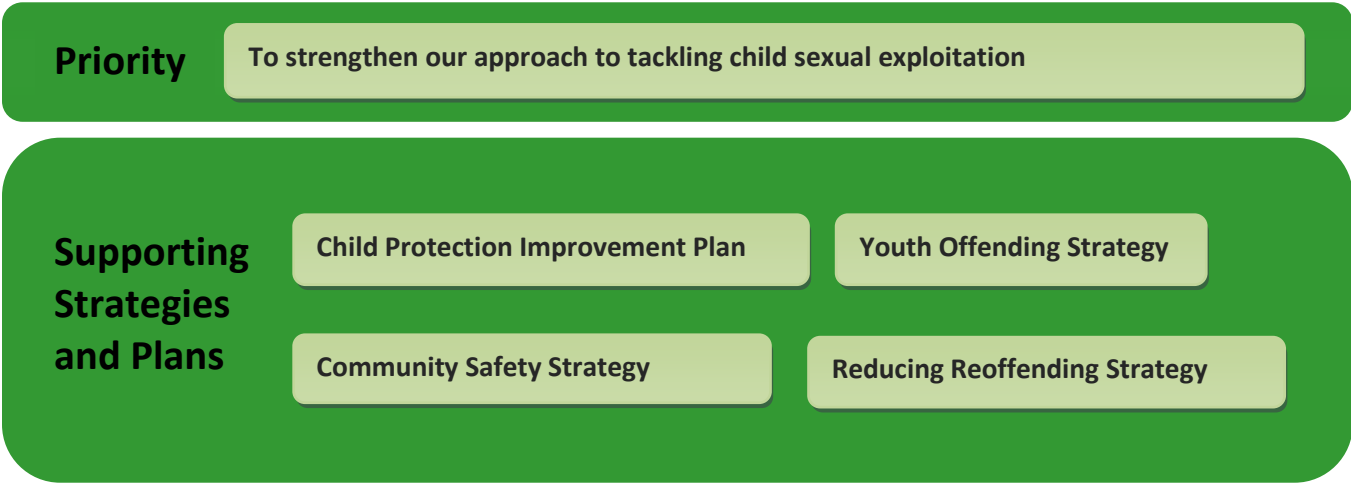 Priority
To strengthen our approach to tackling child sexual exploitation
Supporting
Strategies
and Plans
Child Protection Improvement Plan
Youth Offending Strategy
Community Safety Strategy
Reducing Reoffending Strategy